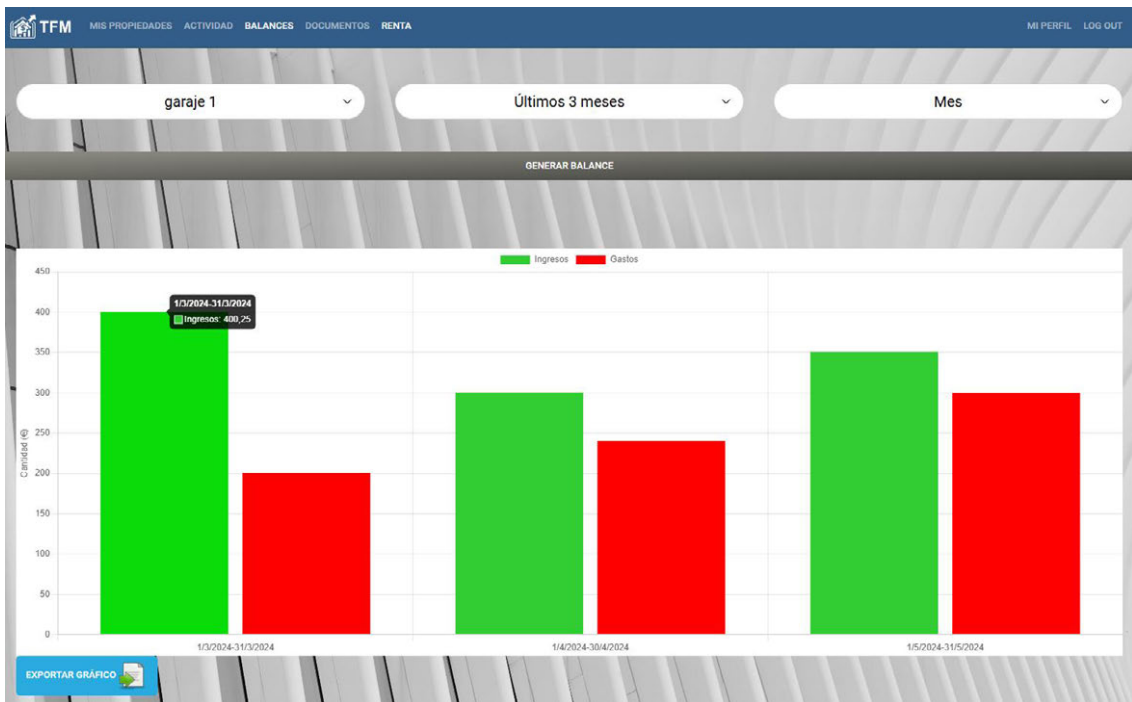 TFM MIS PROPIEDADES ACTIVIDAD BALANCES DOCUMENTOS RENTA MI PERFIL LOG OUT
garaje 1 Últimos 3 meses Mes
GENERAR BALANCE
Ingresos Gastos
450
400
350
300
250
200
150
100
50
0
Cantidad (€)
1/3/2024-31/3/2024
Ingresos: 400,25
1/3/2024-31/3/2024 1/4/2024-30/4/2024 1/5/2024-31/5/2024
EXPORTAR GRÁFICO